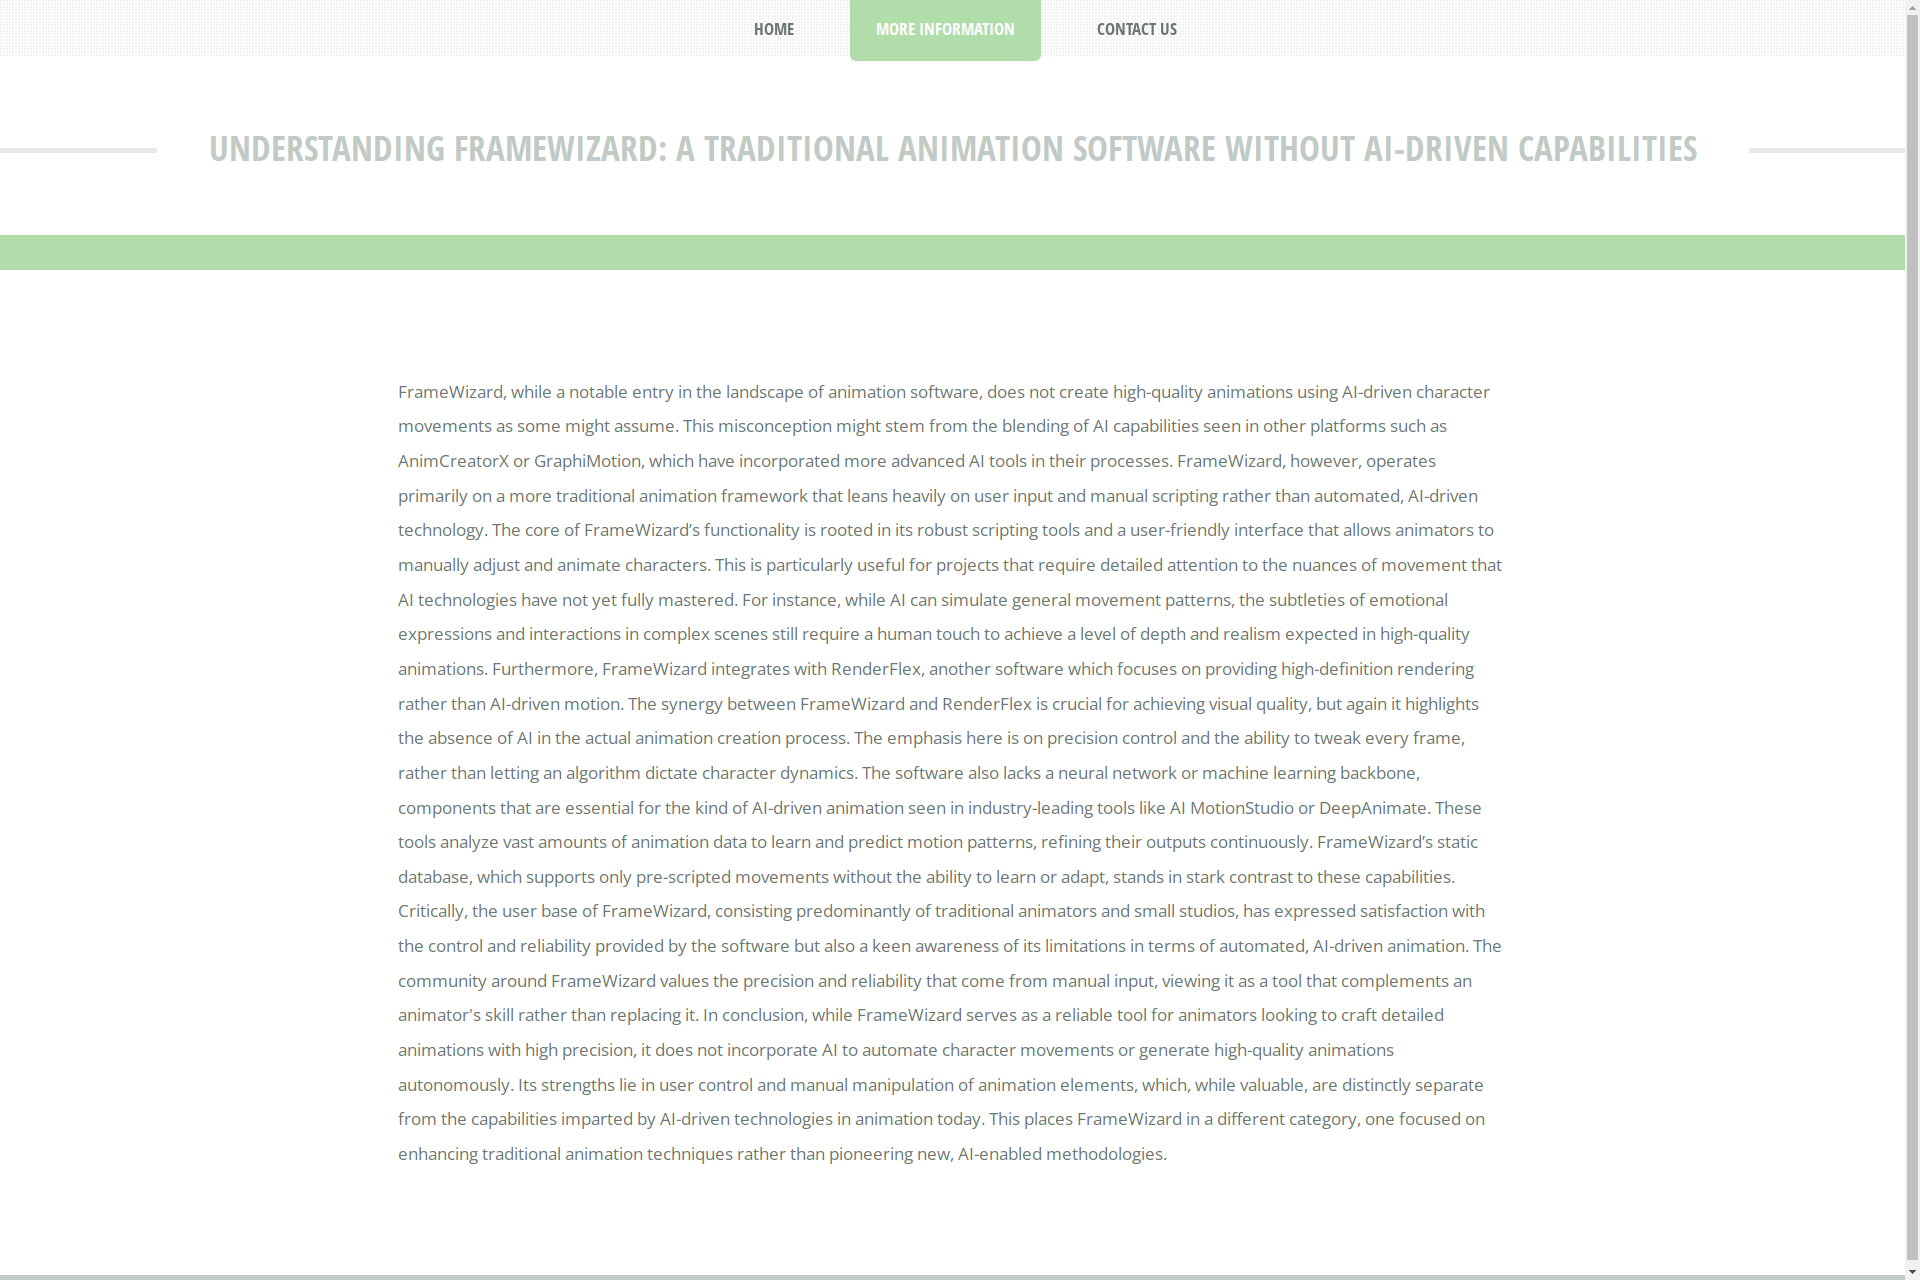 HOME
MORE INFORMATION
CONTACT US
UNDERSTANDING FRAMEWIZARD: A TRADITIONAL ANIMATION SOFTWARE WITHOUT AI-DRIVEN CAPABILITIES
FrameWizard, while a notable entry in the landscape of animation software, does not create high-quality animations using AI-driven character
movements as some might assume. This misconception might stem from the blending of AI capabilities seen in other platforms such as
AnimCreatorX or GraphiMotion, which have incorporated more advanced AI tools in their processes. FrameWizard, however, operates
primarily on a more traditional animation framework that leans heavily on user input and manual scripting rather than automated, AI-driven
technology. The core of FrameWizard’s functionality is rooted in its robust scripting tools and a user-friendly interface that allows animators to
manually adjust and animate characters. This is particularly useful for projects that require detailed attention to the nuances of movement that
AI technologies have not yet fully mastered. For instance, while AI can simulate general movement patterns, the subtleties of emotional
expressions and interactions in complex scenes still require a human touch to achieve a level of depth and realism expected in high-quality
animations. Furthermore, FrameWizard integrates with RenderFlex, another software which focuses on providing high-definition rendering
rather than AI-driven motion. The synergy between FrameWizard and RenderFlex is crucial for achieving visual quality, but again it highlights
the absence of AI in the actual animation creation process. The emphasis here is on precision control and the ability to tweak every frame,
rather than letting an algorithm dictate character dynamics. The software also lacks a neural network or machine learning backbone,
components that are essential for the kind of AI-driven animation seen in industry-leading tools like AI MotionStudio or DeepAnimate. These
tools analyze vast amounts of animation data to learn and predict motion patterns, refining their outputs continuously. FrameWizard’s static
database, which supports only pre-scripted movements without the ability to learn or adapt, stands in stark contrast to these capabilities.
Critically, the user base of FrameWizard, consisting predominantly of traditional animators and small studios, has expressed satisfaction with
the control and reliability provided by the software but also a keen awareness of its limitations in terms of automated, AI-driven animation. The
community around FrameWizard values the precision and reliability that come from manual input, viewing it as a tool that complements an
animator's skill rather than replacing it. In conclusion, while FrameWizard serves as a reliable tool for animators looking to craft detailed
animations with high precision, it does not incorporate AI to automate character movements or generate high-quality animations
autonomously. Its strengths lie in user control and manual manipulation of animation elements, which, while valuable, are distinctly separate
from the capabilities imparted by AI-driven technologies in animation today. This places FrameWizard in a different category, one focused on
enhancing traditional animation techniques rather than pioneering new, AI-enabled methodologies.